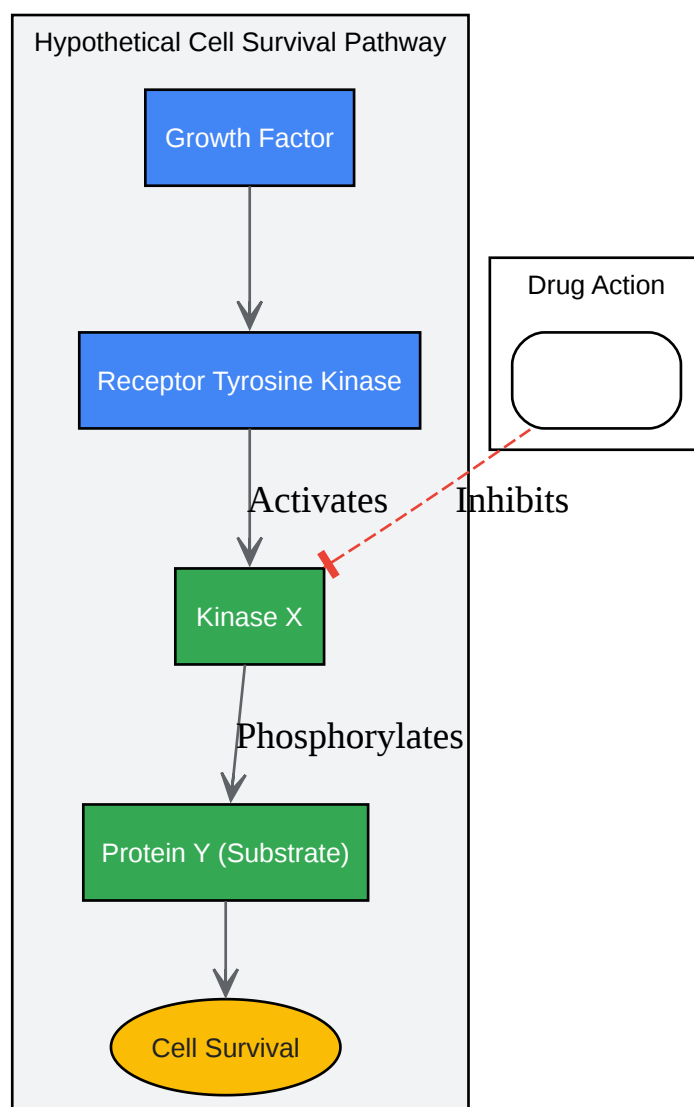 Hypothetical Cell Survival Pathway
Growth Factor
Drug Action
Receptor Tyrosine Kinase
Activates
Inhibits
Kinase X
Phosphorylates
Protein Y (Substrate)
Cell Survival